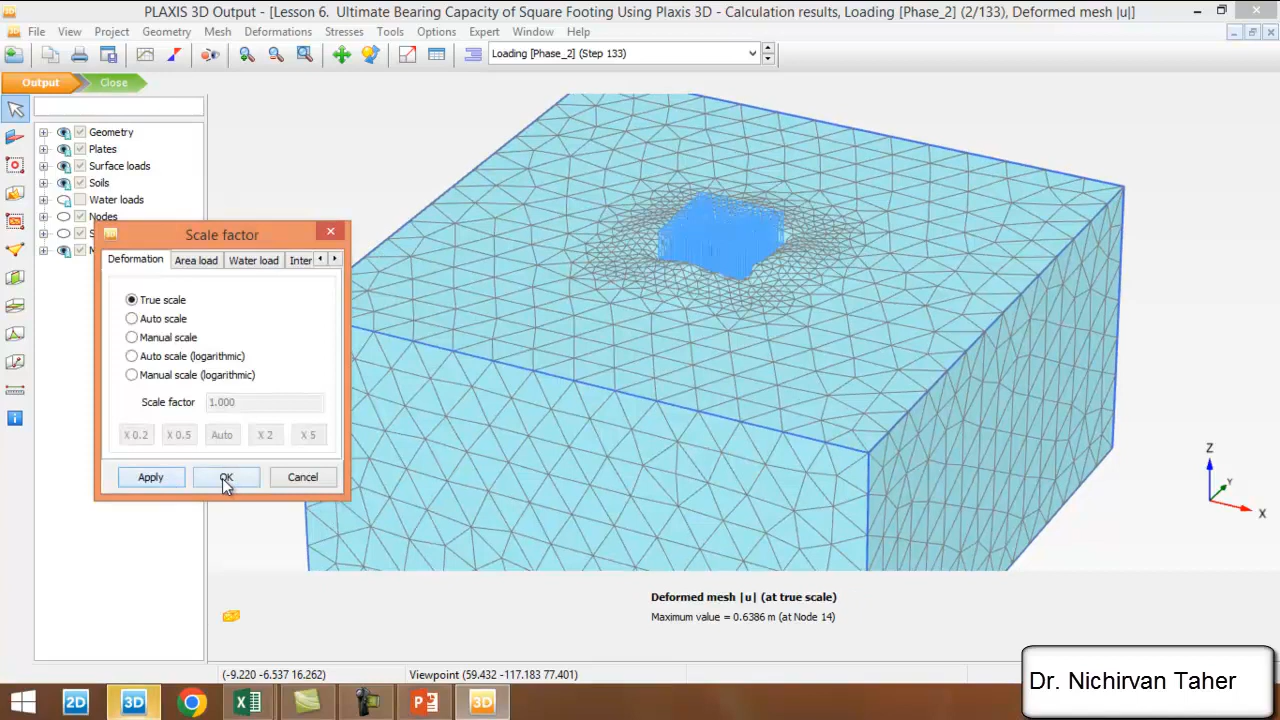 PLAXIS 3D Output - [Lesson 6. Ultimate Bearing Capacity of Square Footing Using Plaxis 3D - Calculation results, Loading [Phase_2] (2/133), Deformed mesh |u|]
File View Project Geometry Mesh Deformations Stresses Tools Options Expert Window Help
Loading [Phase_2] (Step 133)
Output Close
Geometry
Plates
Surface loads
Soils
Water loads
Nodes
S
M
Scale factor
Deformation Area load Water load Inter
True scale
Auto scale
Manual scale
Auto scale (logarithmic)
Manual scale (logarithmic)
Scale factor 1.000
X 0.2 X 0.5 Auto X 2 X 5
Apply OK Cancel
Z
Y
X
Deformed mesh |u| (at true scale)
Maximum value = 0.6386 m (at Node 14)
(-9.220 -6.537 16.262) Viewpoint (59.432 -117.183 77.401)
Dr. Nichirvan Taher
2D 3D 3D